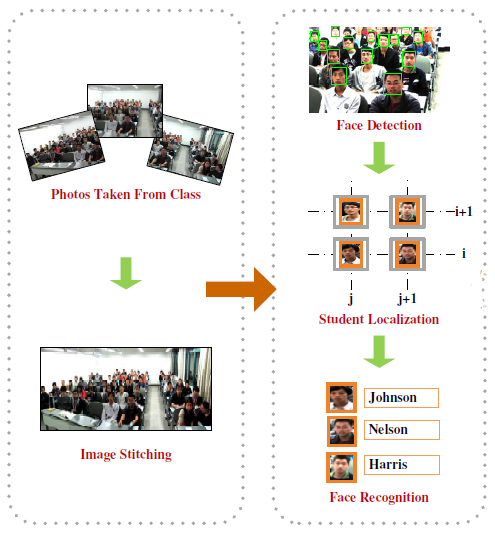 Photos Taken From Class
Image Stitching
Face Detection
i+1
i
j
j+1
Student Localization
Johnson
Nelson
Harris
Face Recognition